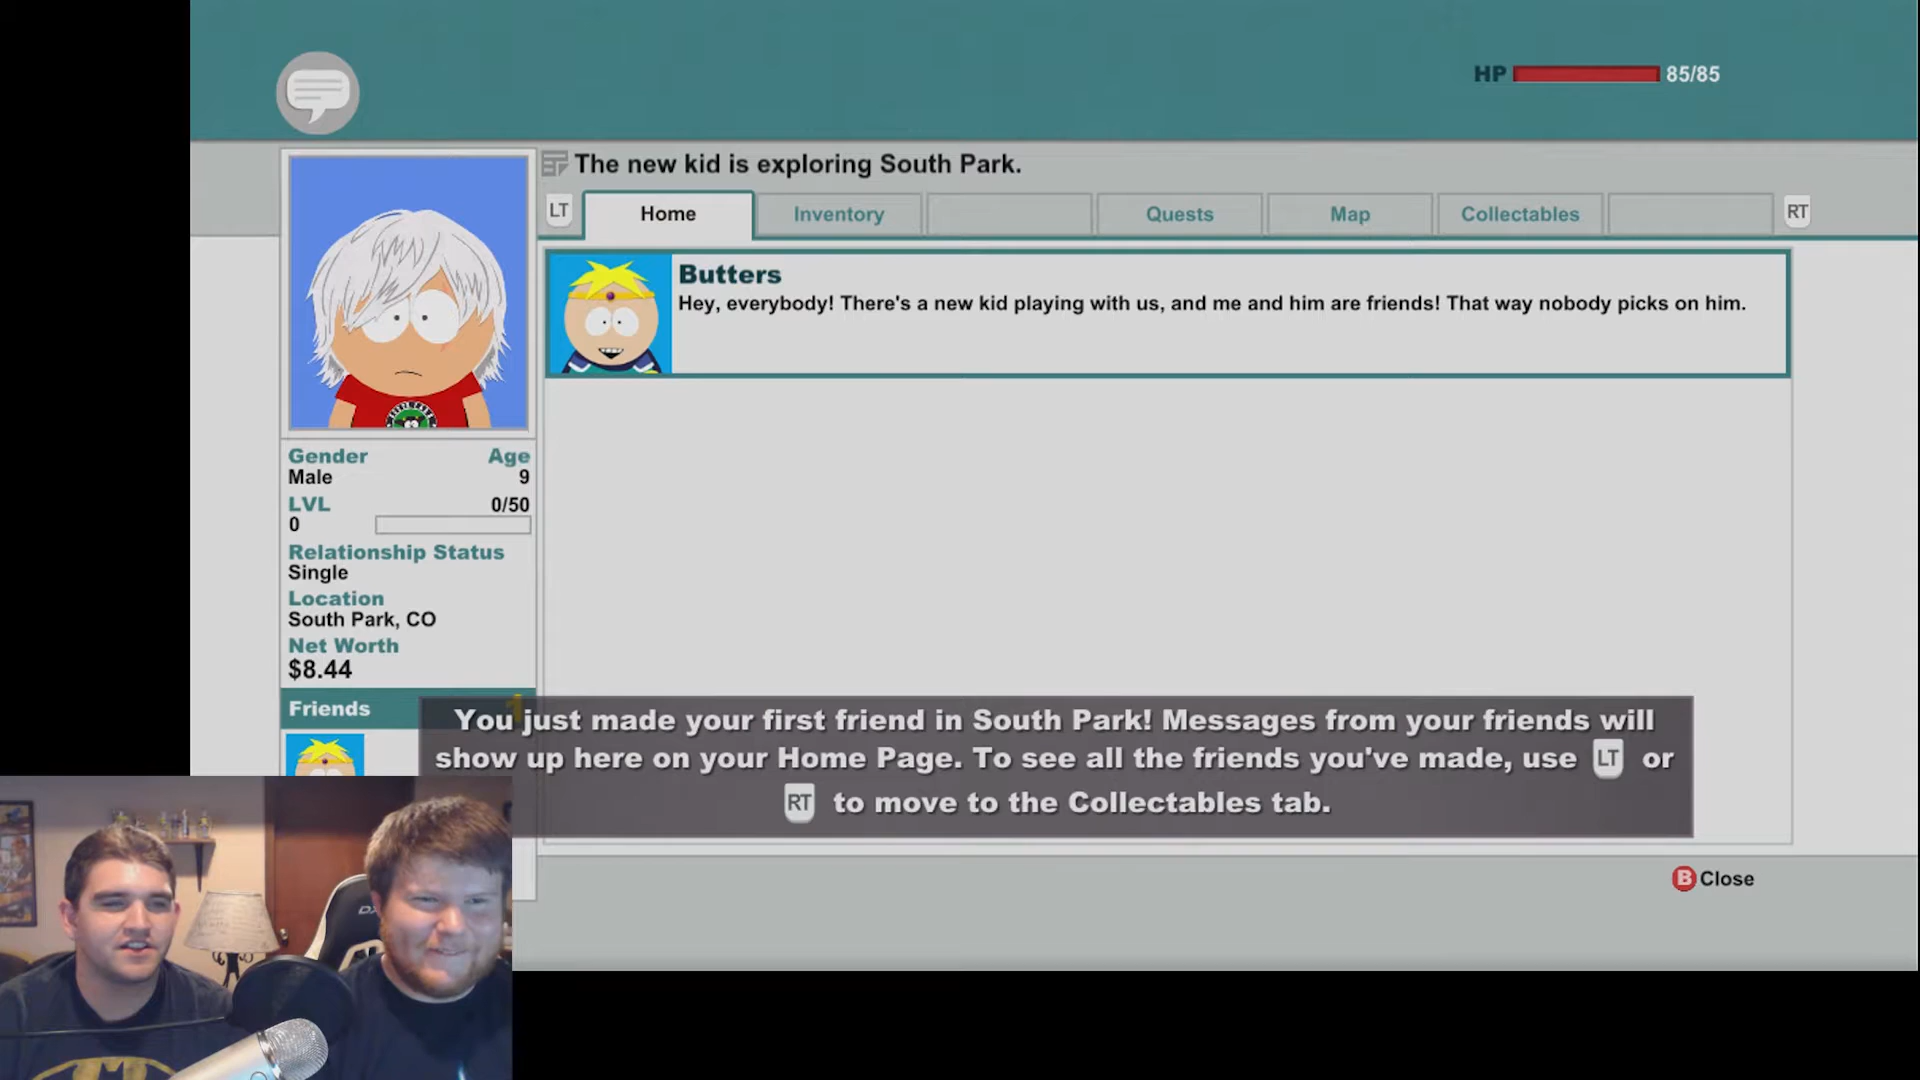 HP 85/85
The new kid is exploring South Park.
LT Home Inventory Quests Map Collectables RT
Butters
Hey, everybody! There's a new kid playing with us, and me and him are friends! That way nobody picks on him.
Gender Age
Male 9
LVL 0/50
0
Relationship Status
Single
Location
South Park, CO
Net Worth
$8.44
Friends 1
You just made your first friend in South Park! Messages from your friends will
show up here on your Home Page. To see all the friends you've made, use LT or
RT to move to the Collectables tab.
B Close